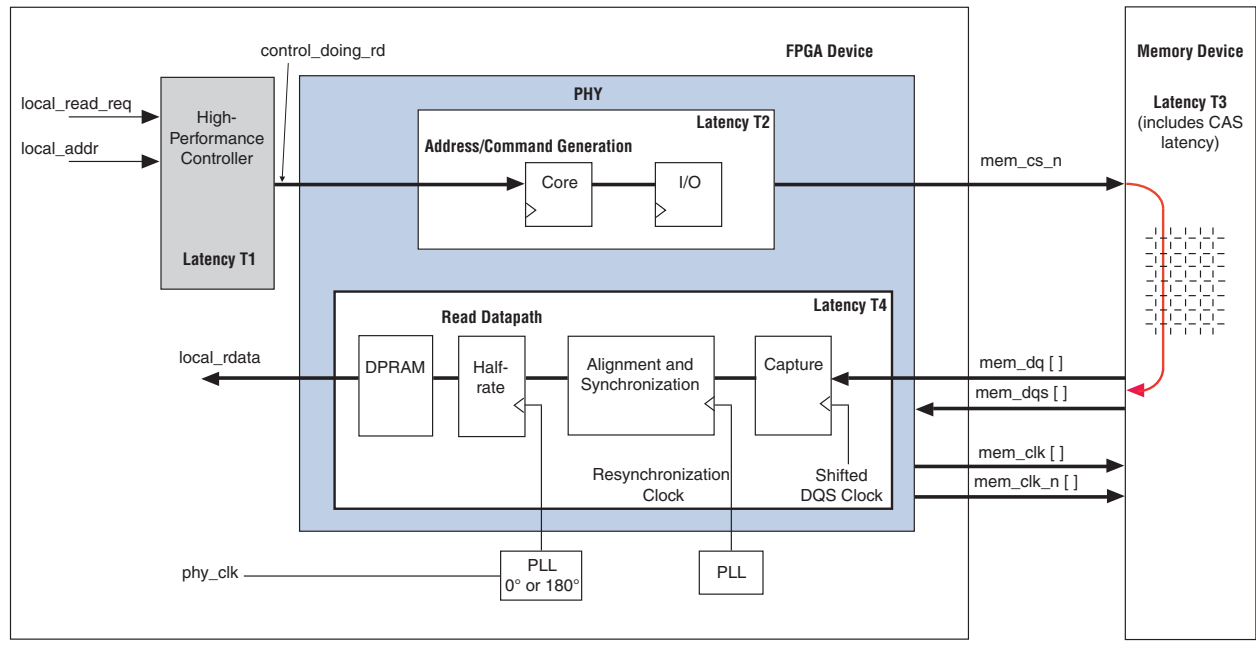 control_doing_rd
FPGA Device
Memory Device
PHY
local_read_req
High-
Performance
Controller
local_addr
Latency T1
Latency T2
Address/Command Generation
Core
I/O
mem_cs_n
Latency T3
(includes CAS
latency)
Latency T4
Read Datapath
local_rdata
DPRAM
Half-
rate
Alignment and
Synchronization
Capture
mem_dq [ ]
mem_dqs [ ]
mem_clk [ ]
mem_clk_n [ ]
Resynchronization
Clock
Shifted
DQS Clock
phy_clk
PLL
0° or 180°
PLL